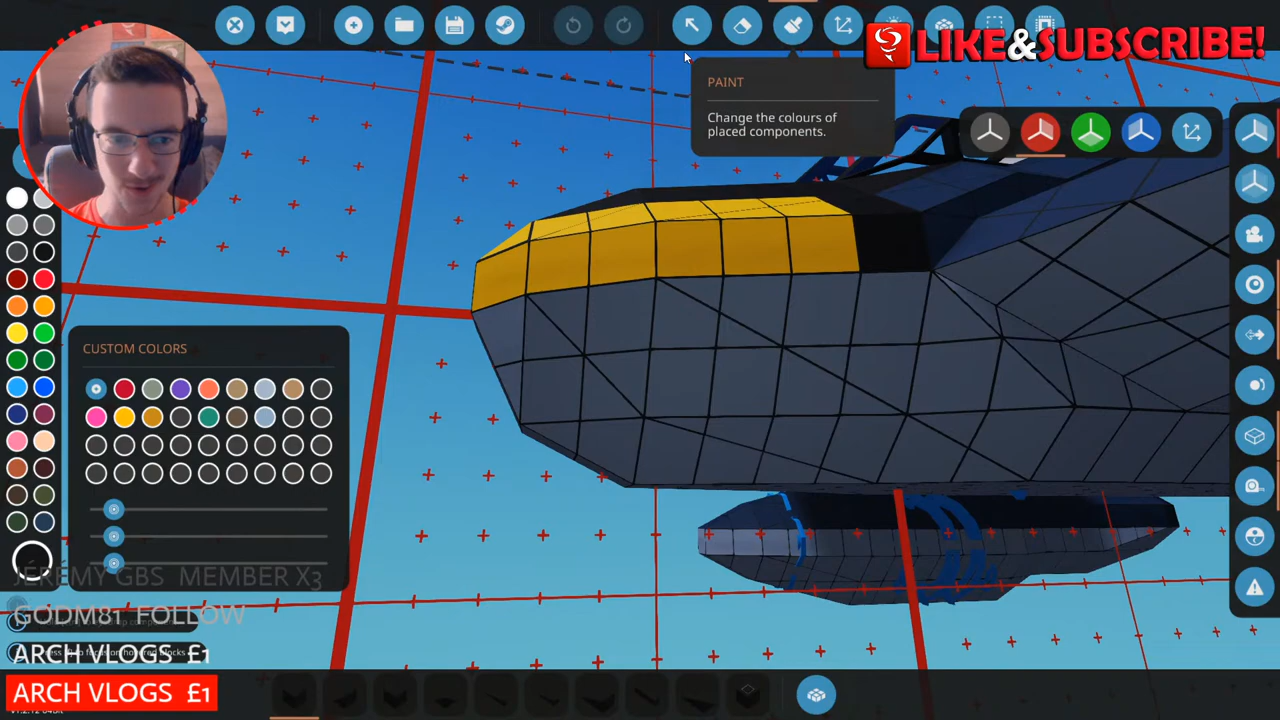 LIKE&SUBSCRIBE!
PAINT
Change the colours of
placed components.
CUSTOM COLORS
JÉRÉMY GBS MEMBER X3
GODM81 FOLLOW
ARCH VLOGS £1
ARCH VLOGS £1